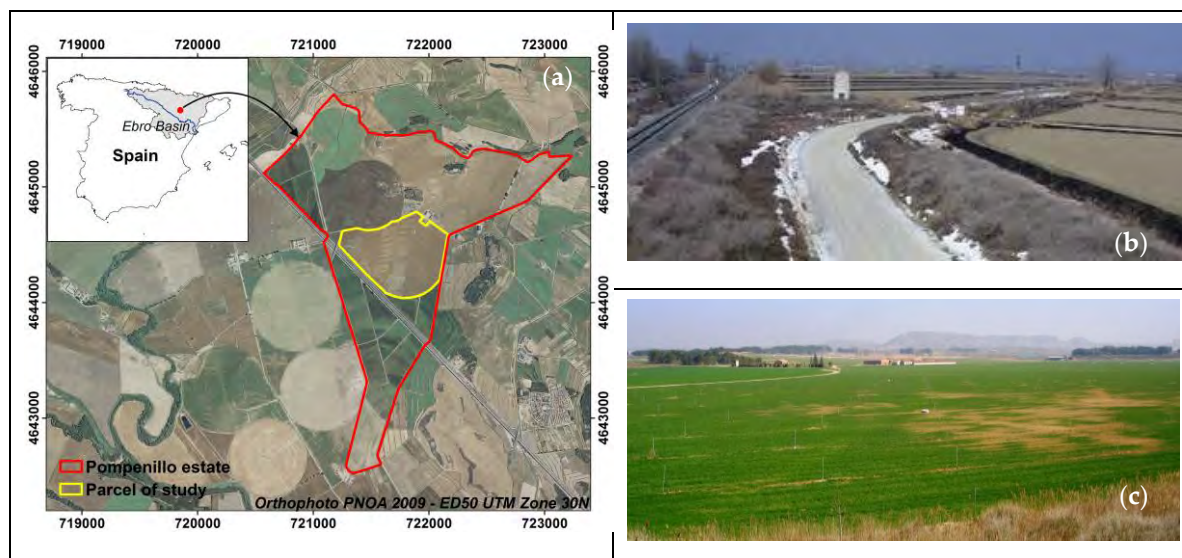 719000 720000 721000 722000 723000
4646000
4645000
4644000
4643000
(a)
Ebro Basin
Spain
Pompenillo estate
Parcel of study
Orthophoto PNOA 2009 - ED50 UTM Zone 30N
4646000
4645000
4644000
4643000
719000 720000 721000 722000 723000
(b)
(c)